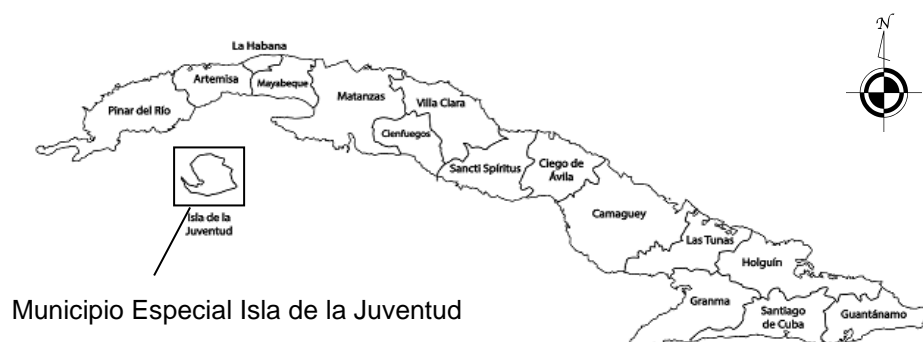 N
La Habana
Artemisa
Mayabeque
Pinar del Río
Matanzas
Villa Clara
Cienfuegos
Sancti Spíritus
Ciego de
Ávila
Isla de la
Juventud
Camaguey
Las Tunas
Holguín
Granma
Santiago
de Cuba
Guantánamo
Municipio Especial Isla de la Juventud